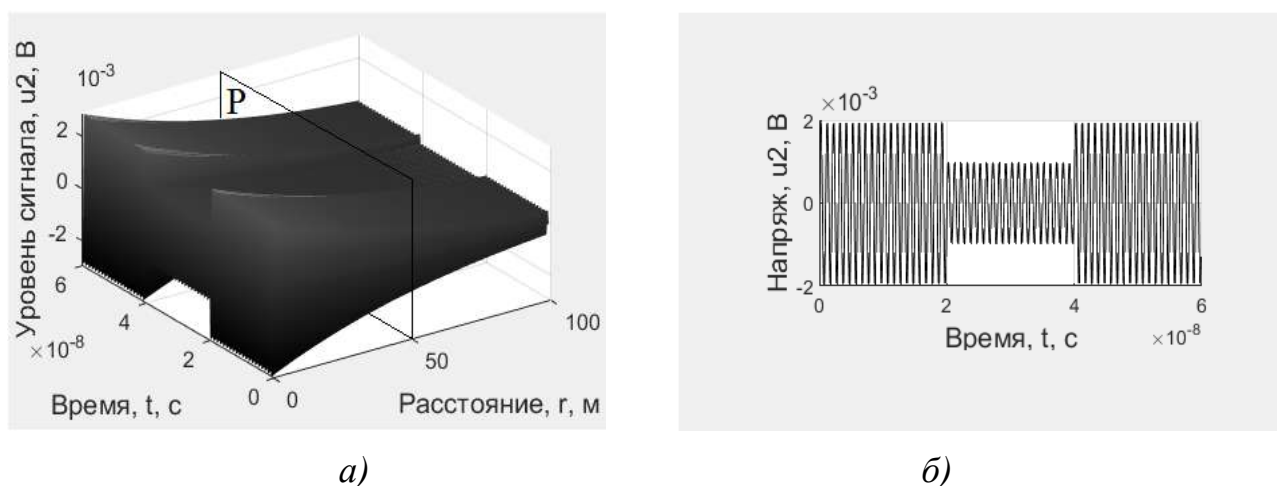 Уровень сигнала, u2, В
10⁻³
2
0
-2
P
6
4
2
0
×10⁻⁸
Время, t, с
0
50
100
Расстояние, r, м
а)
×10⁻³
Напряж, u2, В
2
0
-2
0
2
4
6
Время, t, с
×10⁻⁸
б)